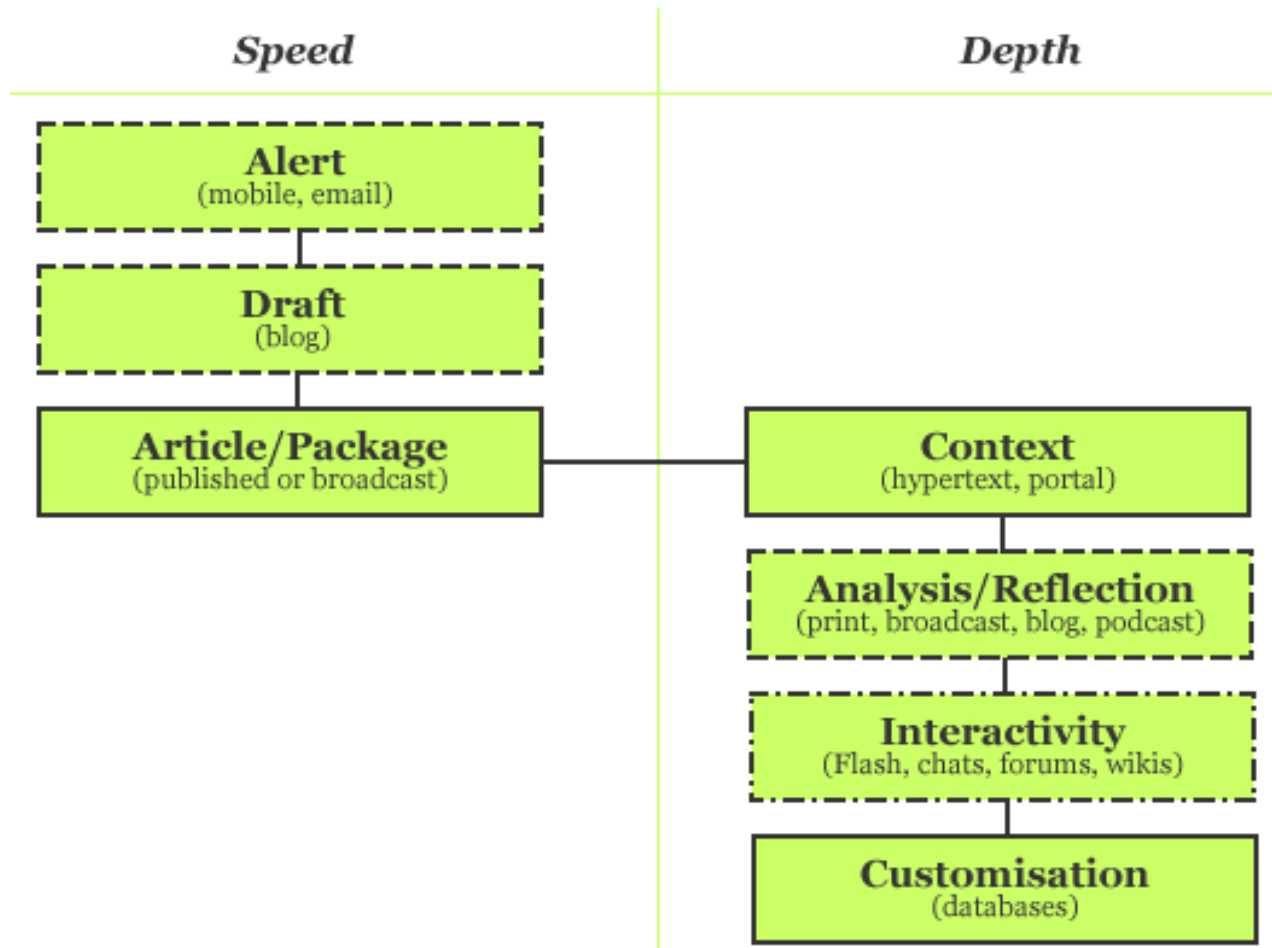 Speed
Depth
Alert
(mobile, email)
Draft
(blog)
Article/Package
(published or broadcast)
Context
(hypertext, portal)
Analysis/Reflection
(print, broadcast, blog, podcast)
Interactivity
(Flash, chats, forums, wikis)
Customisation
(databases)